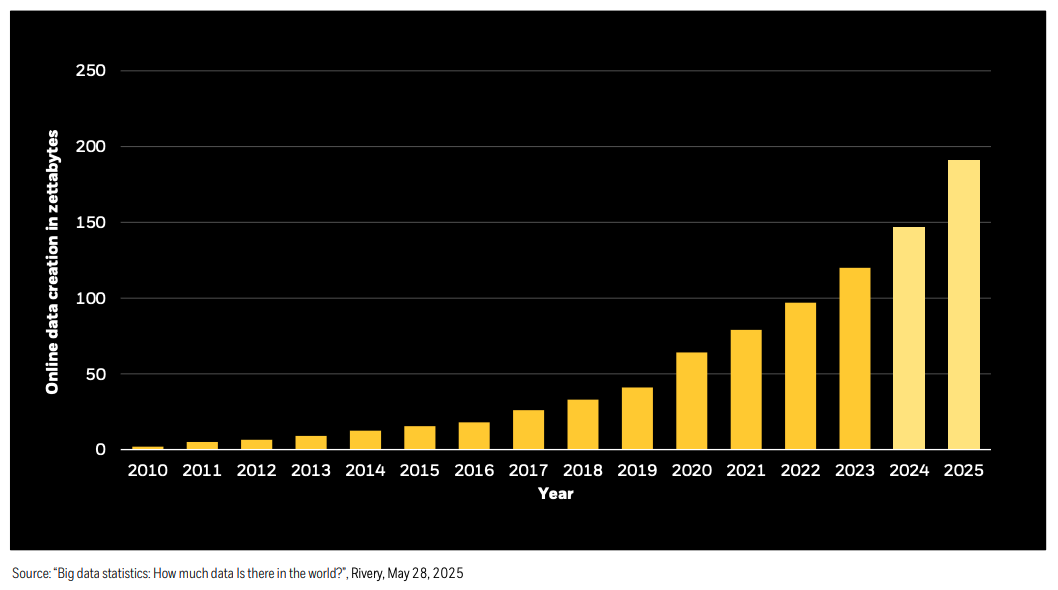 Online data creation in zettabytes
250
200
150
100
50
0
2010 2011 2012 2013 2014 2015 2016 2017 2018 2019 2020 2021 2022 2023 2024 2025
Year
Source: “Big data statistics: How much data Is there in the world?”, Rivery, May 28, 2025